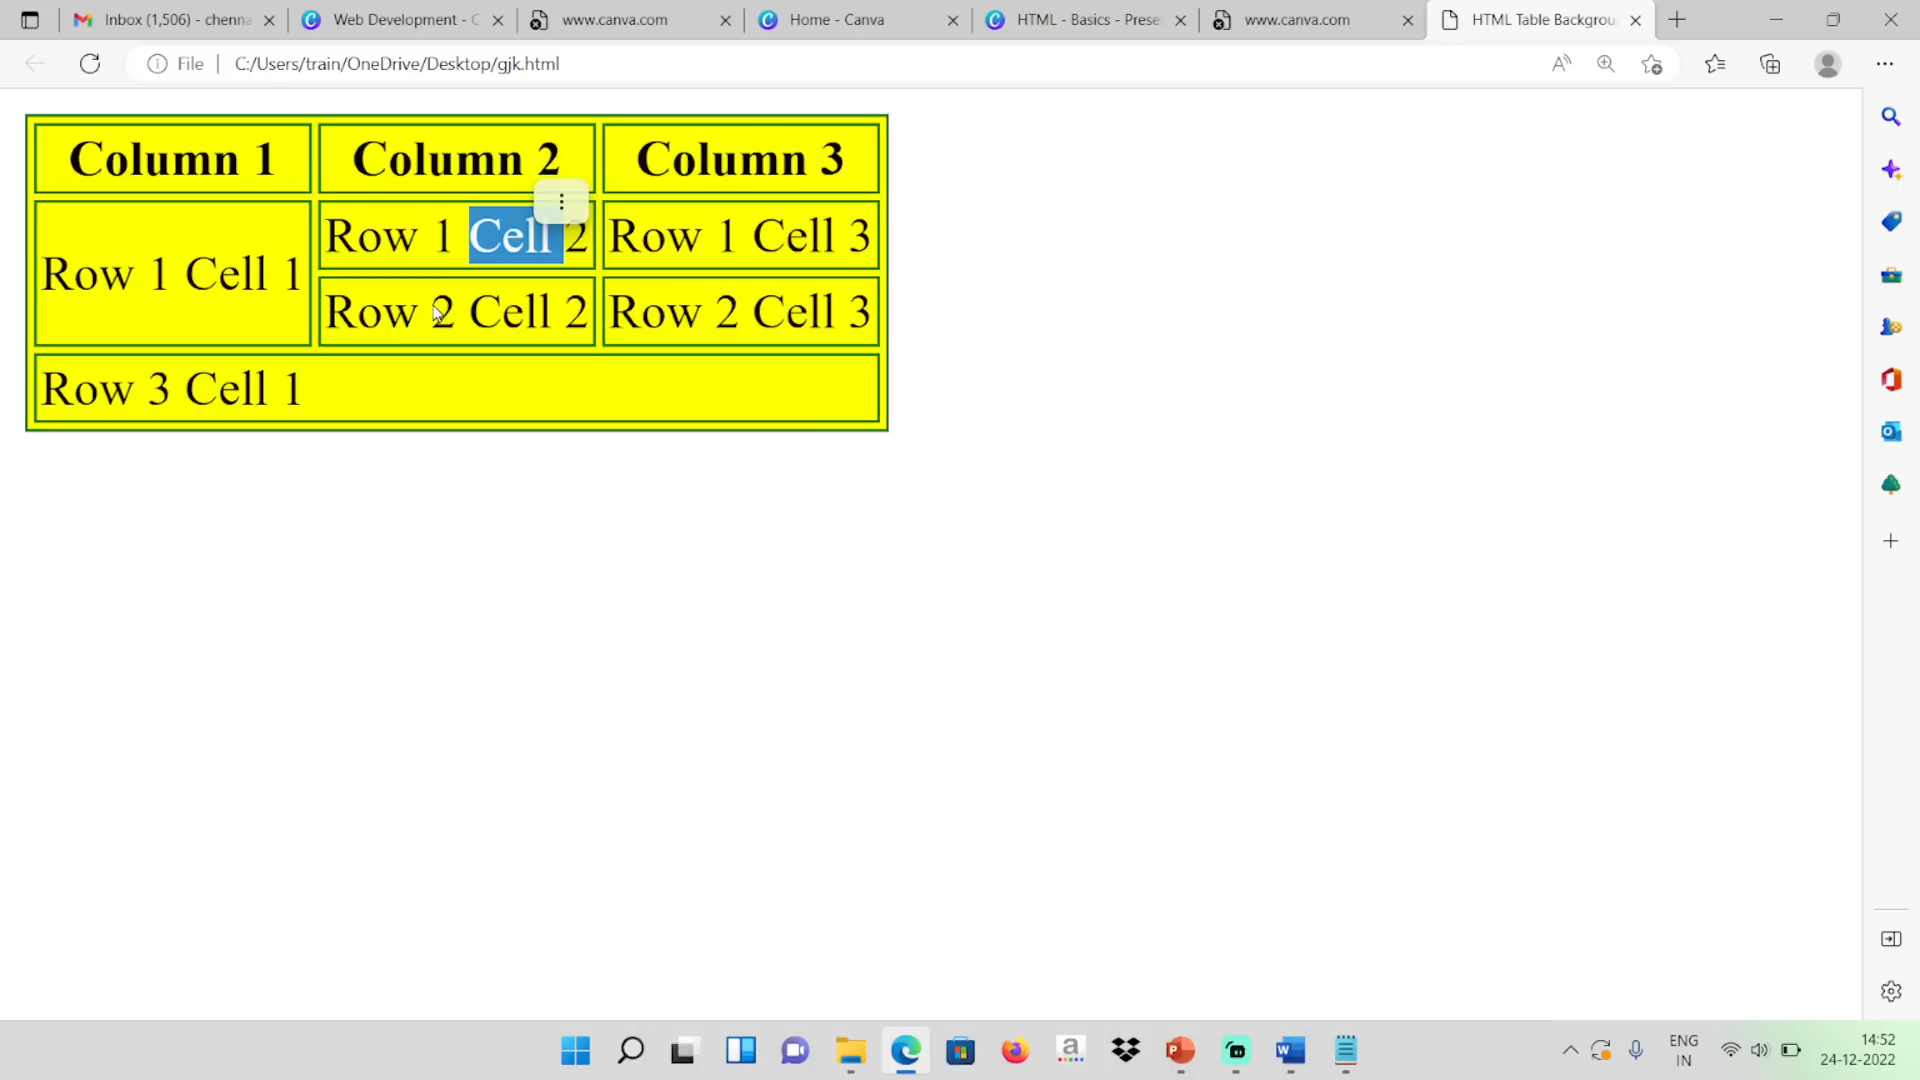 Inbox (1,506) - chenna
Web Development - C
www.canva.com
Home - Canva
HTML - Basics - Prese
www.canva.com
HTML Table Backgrou
File
C:/Users/train/OneDrive/Desktop/gjk.html
Column 1 Column 2 Column 3
Row 1 Cell 1
Row 1 Cell 2 Row 1 Cell 3
Row 2 Cell 2 Row 2 Cell 3
Row 3 Cell 1
ENG
IN
14:52
24-12-2022